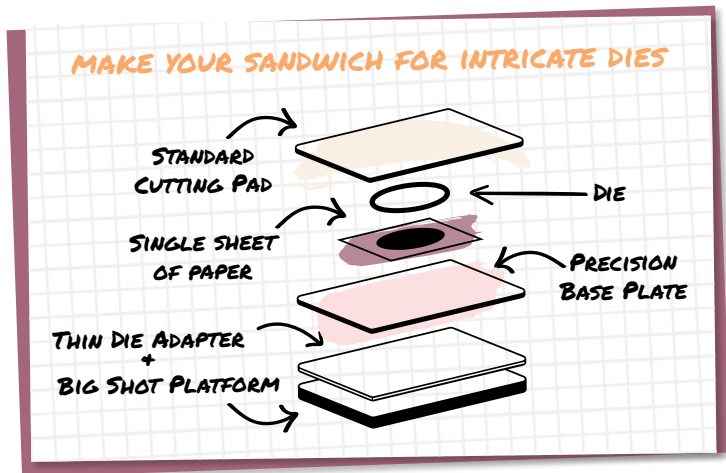 MAKE YOUR SANDWICH FOR INTRICATE DIES
STANDARD
CUTTING PAD
DIE
SINGLE SHEET
OF PAPER
PRECISION
BASE PLATE
THIN DIE ADAPTER
+
BIG SHOT PLATFORM